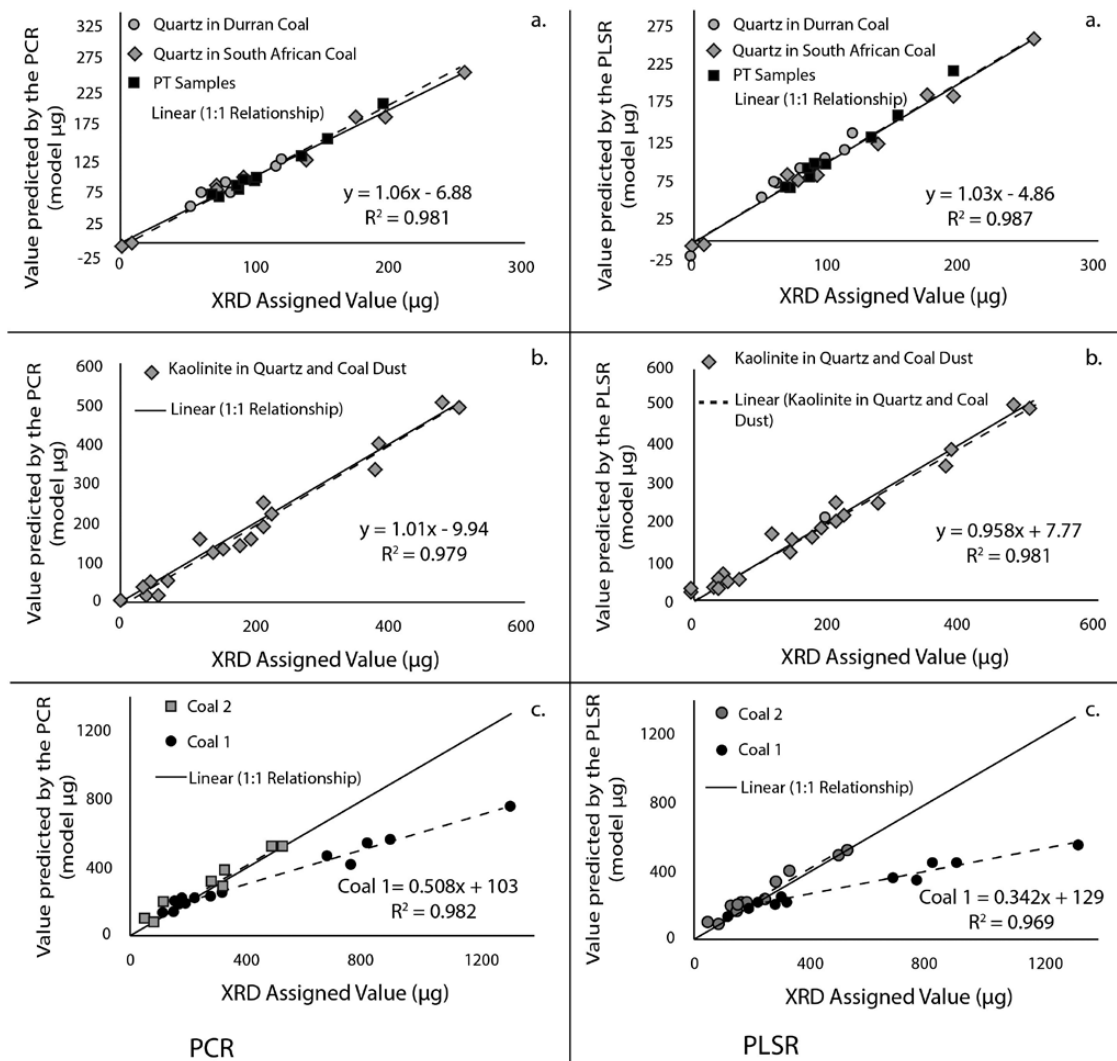 a.
Value predicted by the PCR
(model µg)
325
275
225
175
125
75
25
-25
Quartz in Durran Coal
Quartz in South African Coal
PT Samples
Linear (1:1 Relationship)
y = 1.06x - 6.88
R² = 0.981
0 100 200 300
XRD Assigned Value (µg)
a.
Value predicted by the PLSR
(model µg)
275
225
175
125
75
25
-25
Quartz in Durran Coal
Quartz in South African Coal
PT Samples
Linear (1:1 Relationship)
y = 1.03x - 4.86
R² = 0.987
0 100 200 300
XRD Assigned Value (µg)
b.
Value predicted by the PCR
(model µg)
600
500
400
300
200
100
0
Kaolinite in Quartz and Coal Dust
Linear (1:1 Relationship)
y = 1.01x - 9.94
R² = 0.979
0 200 400 600
XRD Assigned Value (µg)
b.
Value predicted by the PLSR
(model µg)
600
500
400
300
200
100
0
Kaolinite in Quartz and Coal Dust
Linear (Kaolinite in Quartz and Coal
Dust)
y = 0.958x + 7.77
R² = 0.981
0 200 400 600
XRD Assigned Value (µg)
c.
Value predicted by the PCR
(model µg)
1200
800
400
0
Coal 2
Coal 1
Linear (1:1 Relationship)
Coal 1= 0.508x + 103
R² = 0.982
0 400 800 1200
XRD Assigned Value (µg)
PCR
c.
Value predicted by the PLSR
(model µg)
1200
800
400
0
Coal 2
Coal 1
Linear (1:1 Relationship)
Coal 1 = 0.342x + 129
R² = 0.969
0 400 800 1200
XRD Assigned Value (µg)
PLSR